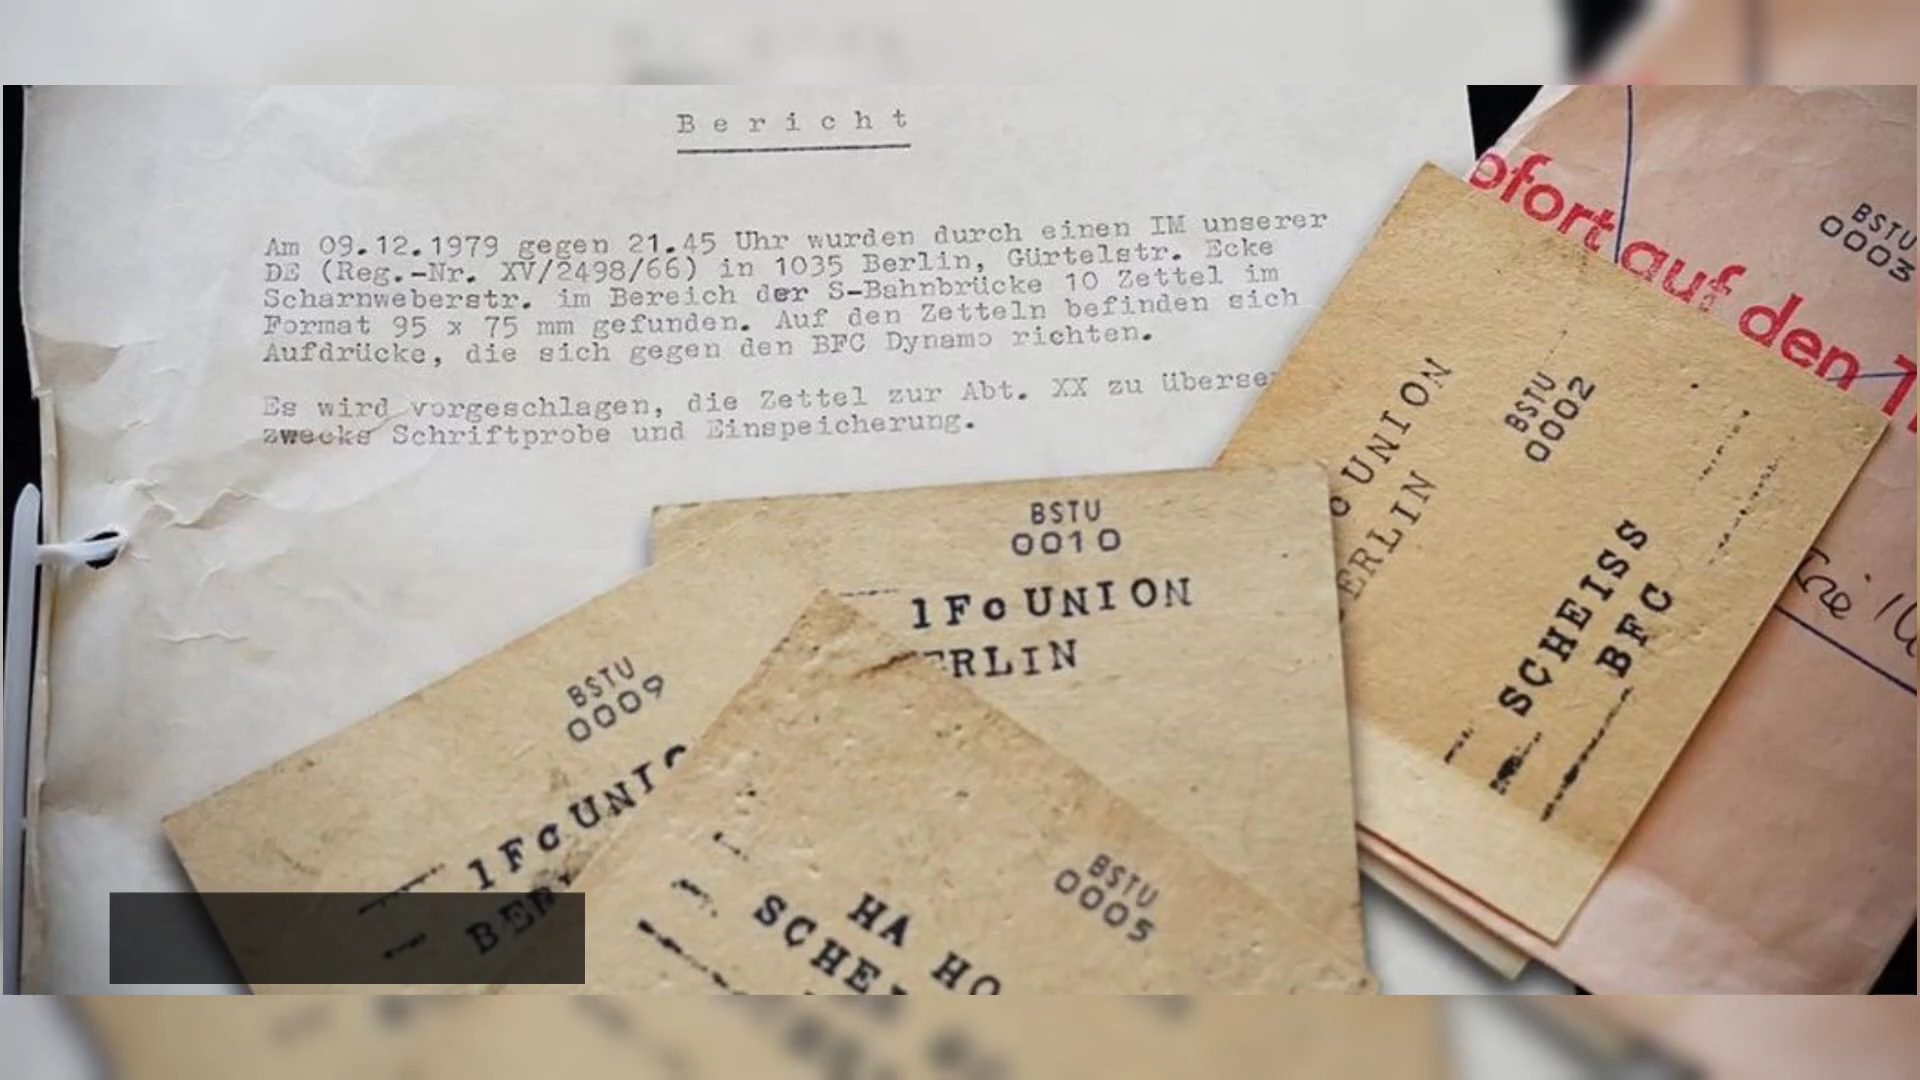 B e r i c h t
Am 09.12.1979 gegen 21.45 Uhr wurden durch einen IM unserer
DE (Reg.-Nr. XV/2498/66) in 1035 Berlin, Gürtelstr. Ecke
Scharnweberstr. im Bereich der S-Bahnbrücke 10 Zettel im
Format 95 x 75 mm gefunden. Auf den Zetteln befinden sich
Aufdrücke, die sich gegen den BFC Dynamo richten.
Es wird vorgeschlagen, die Zettel zur Abt. XX zu überse
zwecks Schriftprobe und Einspeicherung.
ofort auf den T
BSTU
0003
c UNION
ERLIN
BSTU
0002
SCHEISS
BFC
BSTU
0010
1Fc UNION
ERLIN
BSTU
0009
1Fc UNIO
BER
BSTU
0005
HA HO
SCHEI